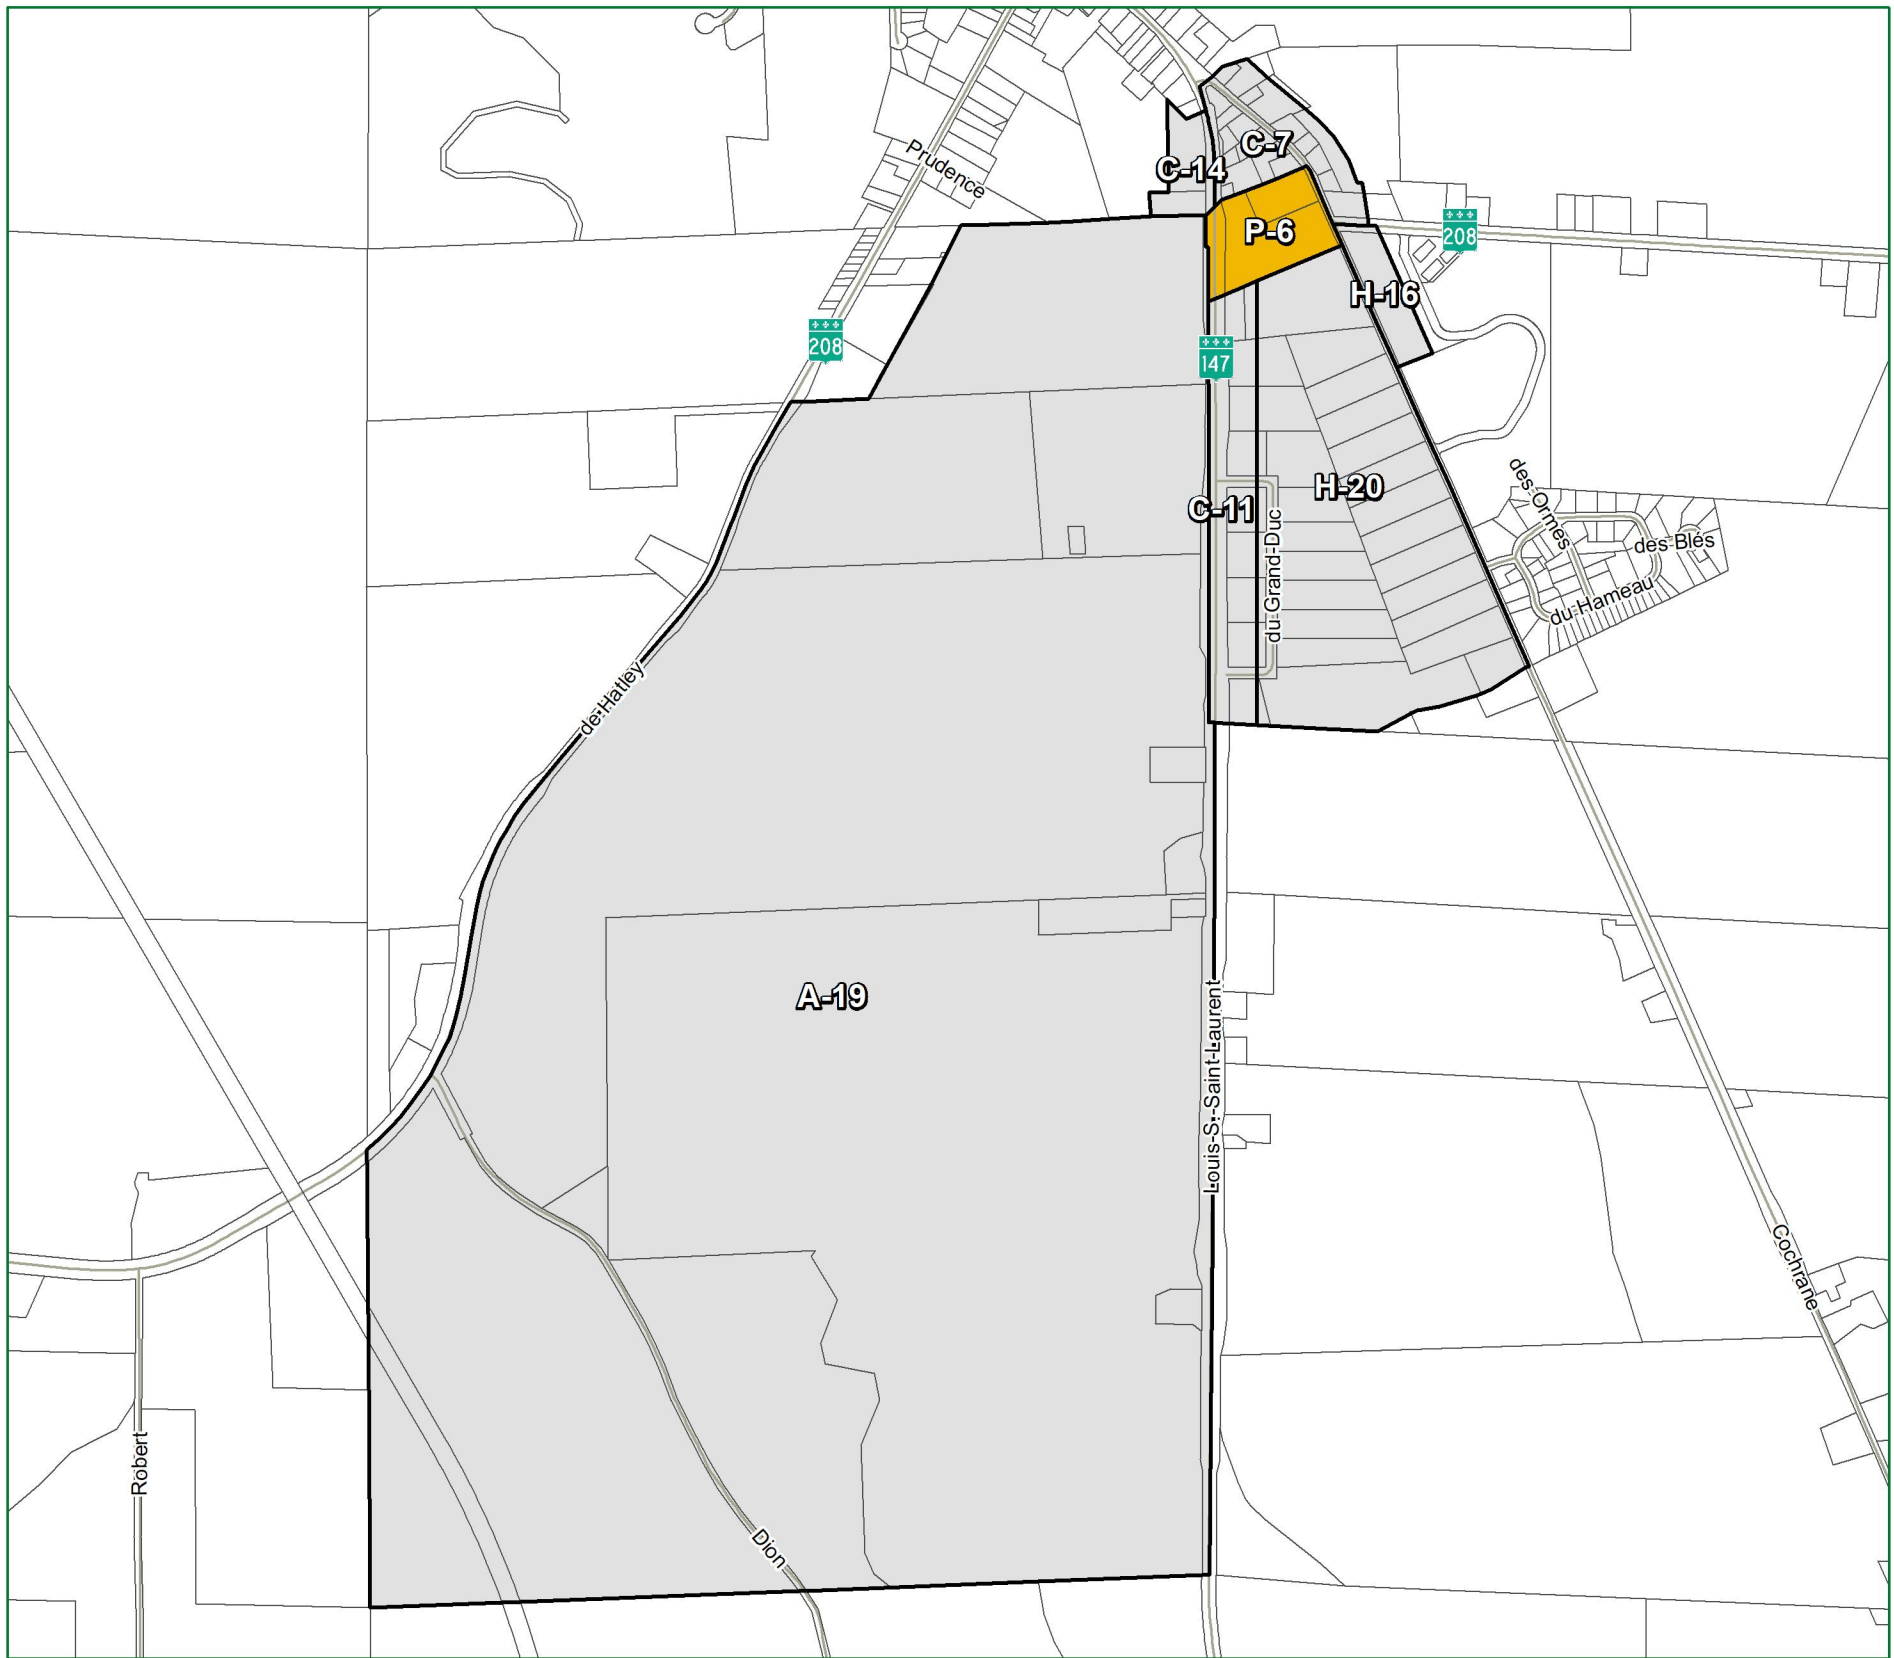 Prudence
C-7
C-14
P-6
208
H-16
208
147
des Ormes
H-20
C-11
des Blés
du Grand-Duc
du Hameau
de Hatley
A-19
Louis-S.-Saint-Laurent
Cochrane
Robert
Dion